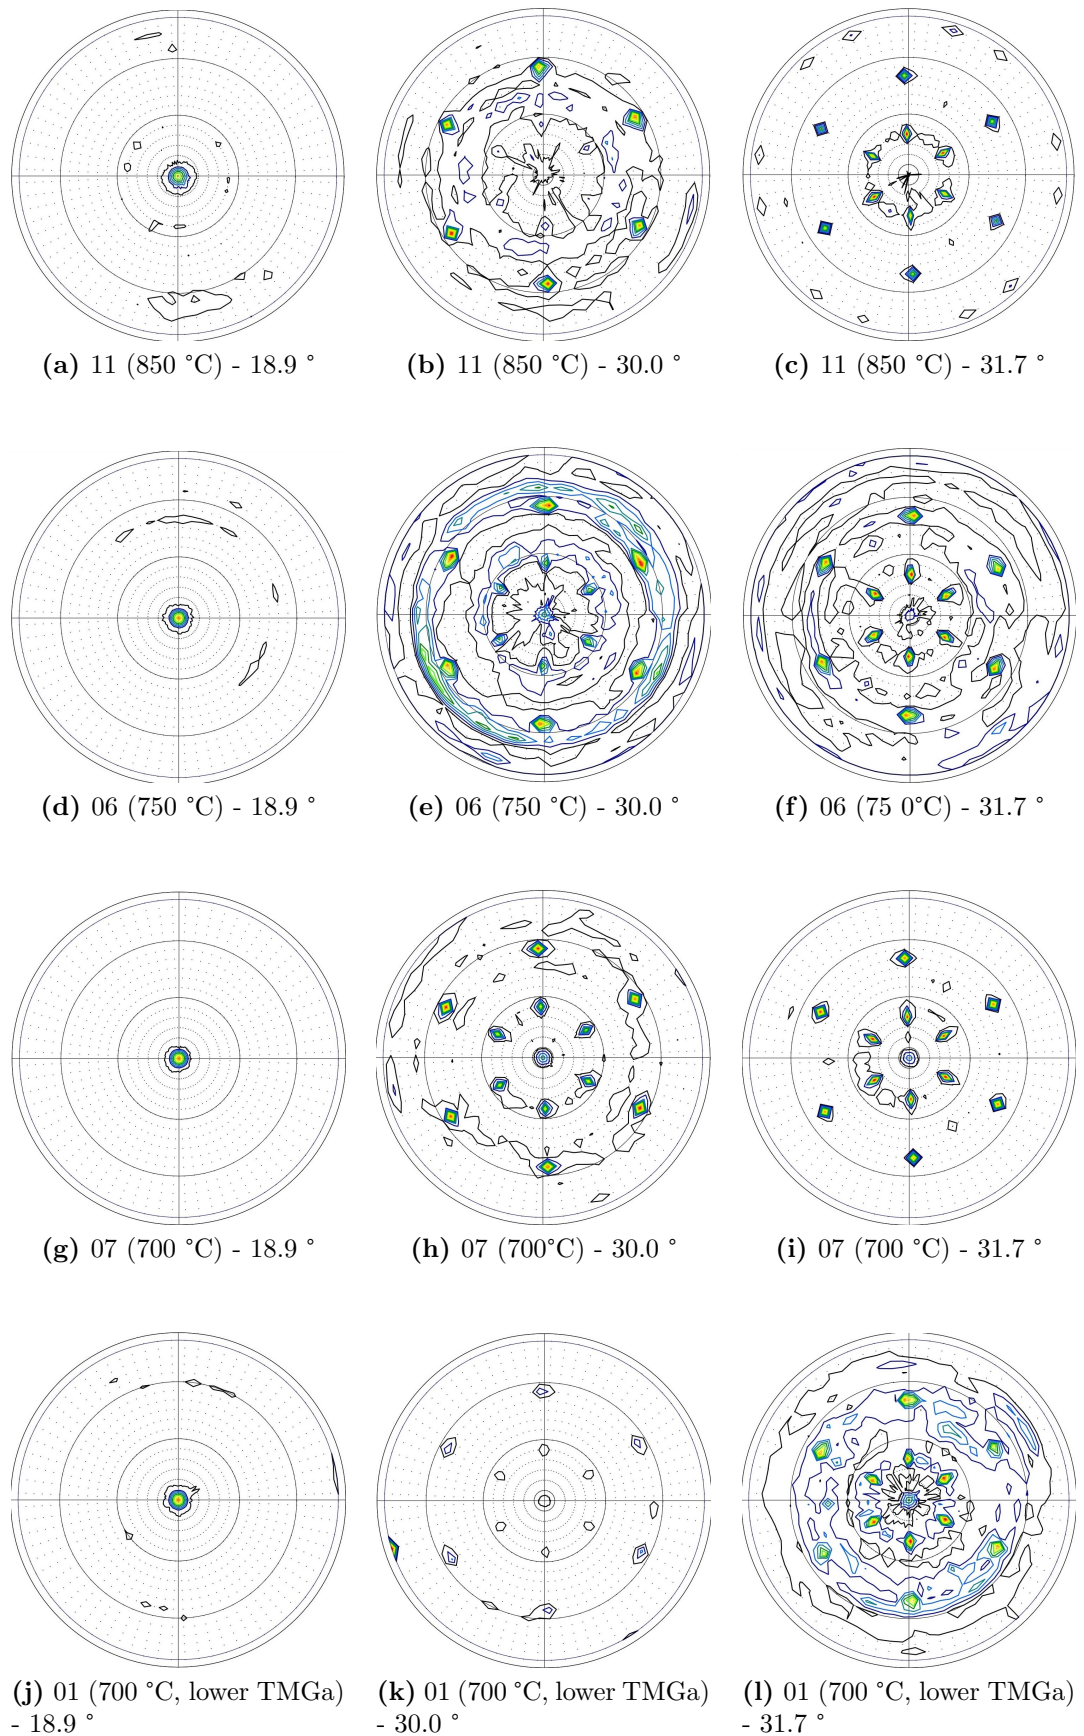 (a) 11 (850 °C) - 18.9 °
(b) 11 (850 °C) - 30.0 °
(c) 11 (850 °C) - 31.7 °
(d) 06 (750 °C) - 18.9 °
(e) 06 (750 °C) - 30.0 °
(f) 06 (75 0°C) - 31.7 °
(g) 07 (700 °C) - 18.9 °
(h) 07 (700°C) - 30.0 °
(i) 07 (700 °C) - 31.7 °
(j) 01 (700 °C, lower TMGa)
- 18.9 °
(k) 01 (700 °C, lower TMGa)
- 30.0 °
(l) 01 (700 °C, lower TMGa)
- 31.7 °